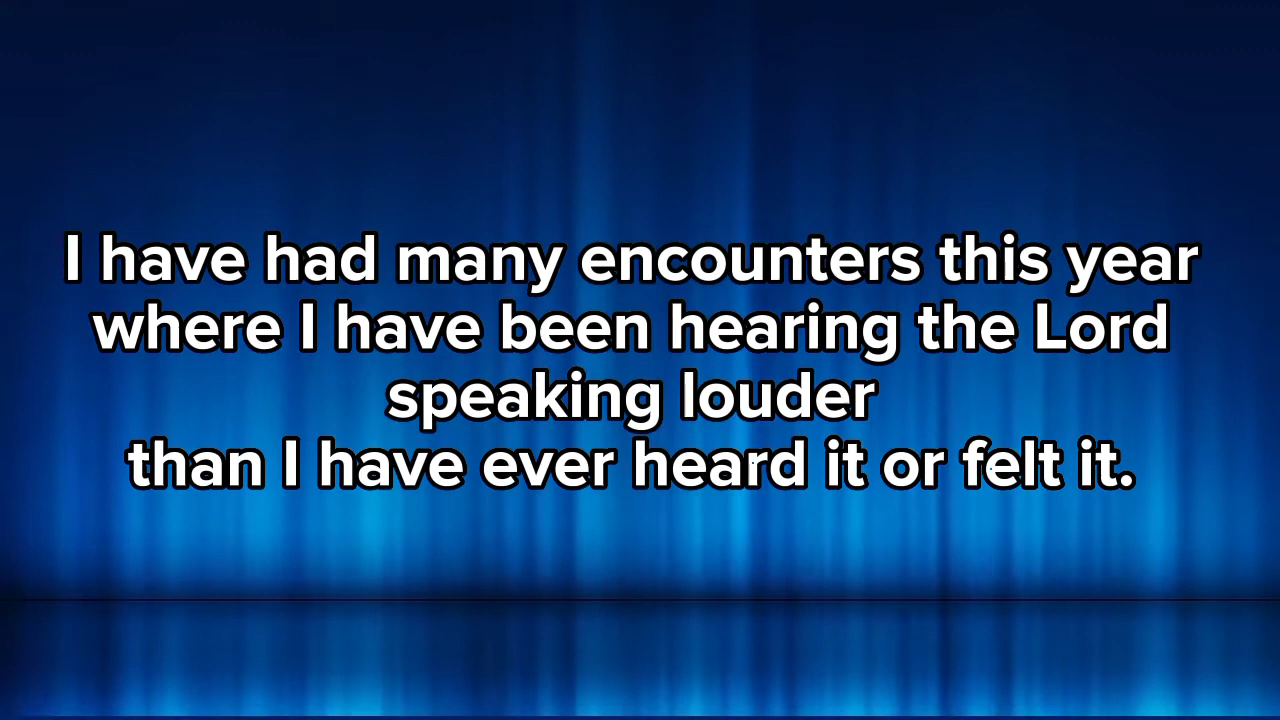 I have had many encounters this year
where I have been hearing the Lord
speaking louder
than I have ever heard it or felt it.